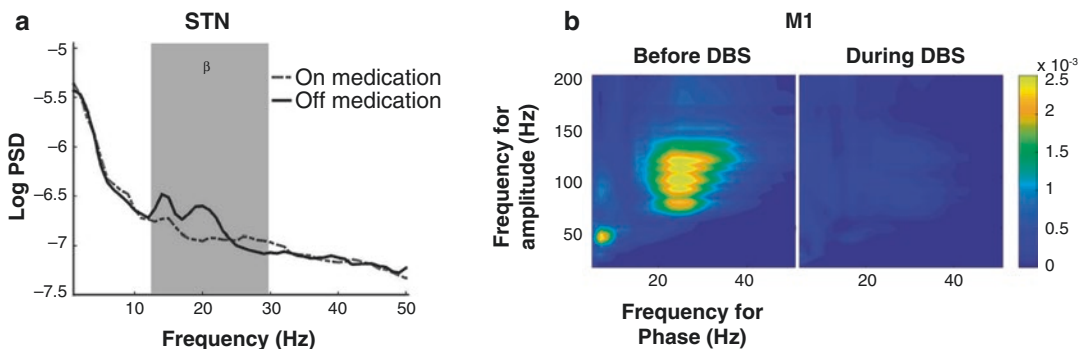 a
STN
β
−5
−5.5
−6
−6.5
−7
−7.5
Log PSD
10 20 30 40 50
Frequency (Hz)
On medication
Off medication
b
M1
Before DBS
During DBS
200
150
100
50
Frequency for
amplitude (Hz)
20 40
20 40
Frequency for
Phase (Hz)
x 10⁻³
2.5
2
1.5
1
0.5
0